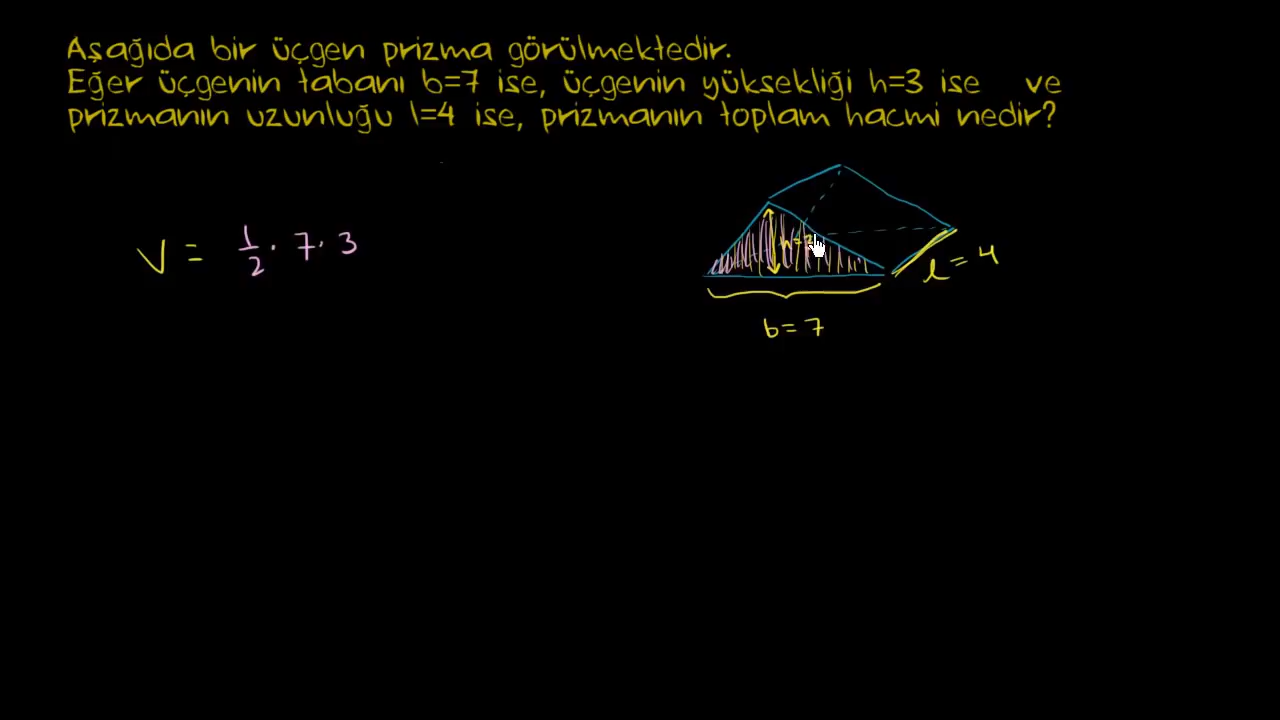 Aşağıda bir üçgen prizma görülmektedir.
Eğer üçgenin tabanı b=7 ise, üçgenin yüksekliği h=3 ise ve
prizmanın uzunluğu l=4 ise, prizmanın toplam hacmi nedir?
V = 1/2 · 7 · 3
h=3
l = 4
b = 7